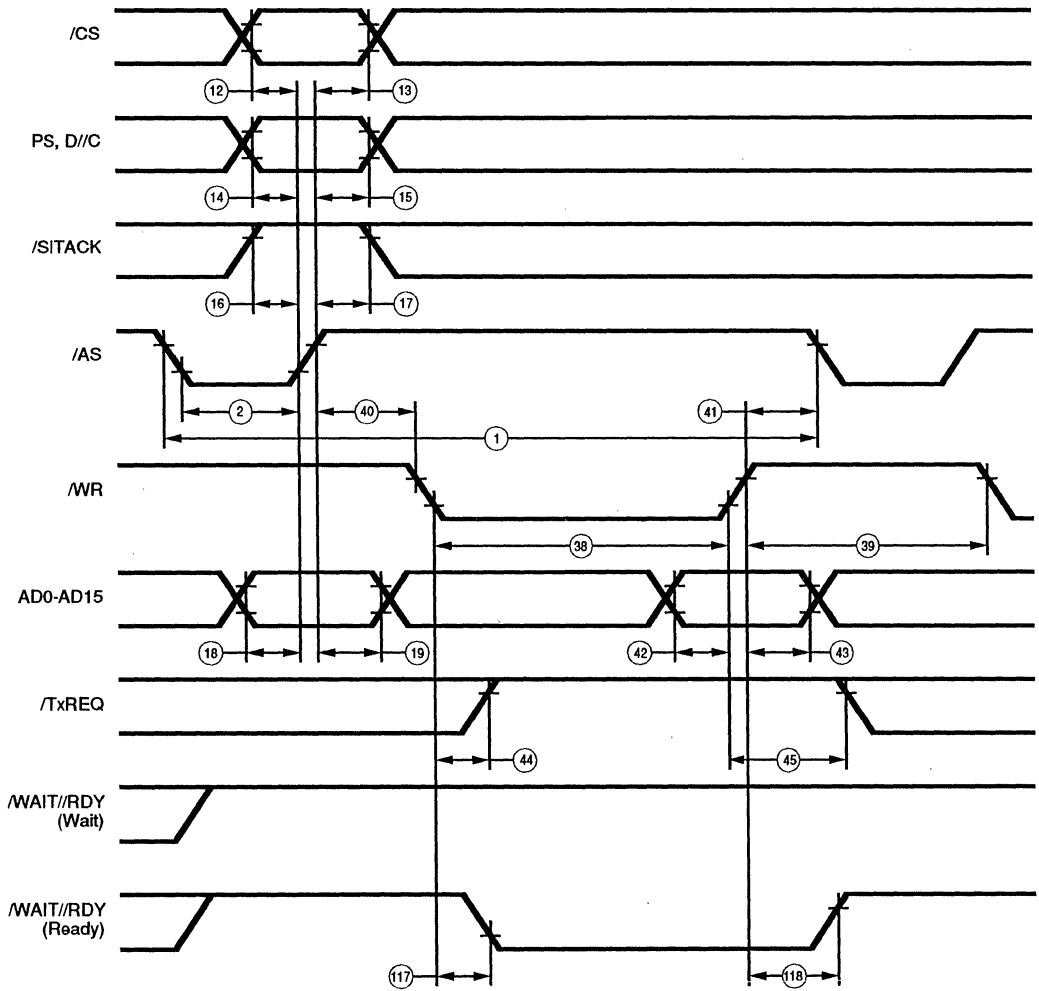 /CS
12
13
PS, D//C
14
15
/SITACK
16
17
/AS
2
40
41
1
/WR
38
39
AD0-AD15
18
19
42
43
/TxREQ
44
45
/WAIT//RDY
(Wait)
/WAIT//RDY
(Ready)
117
118